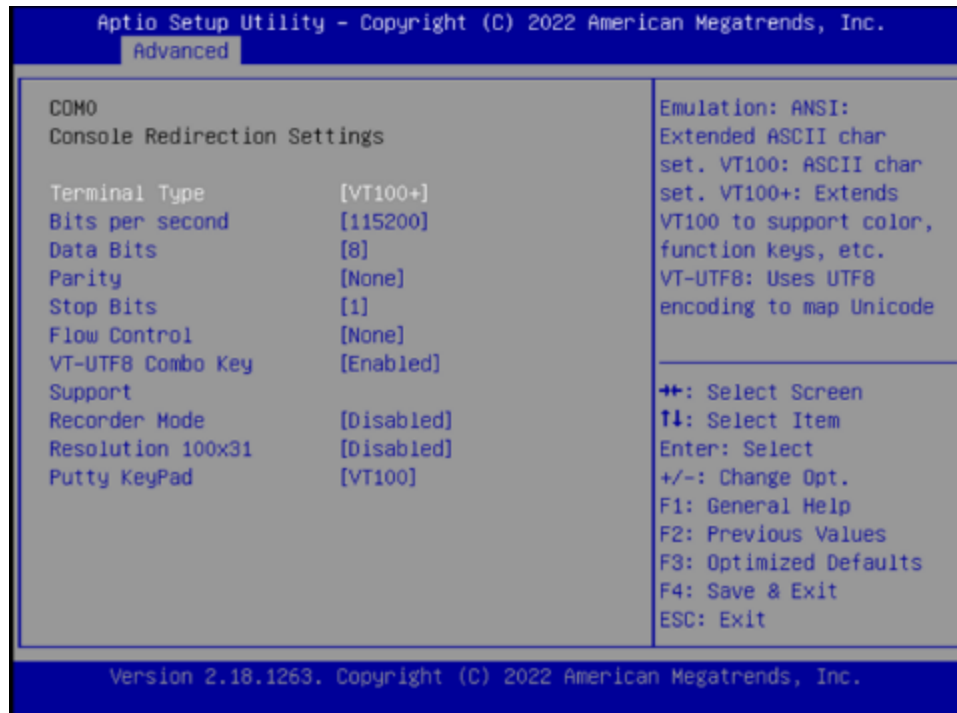 Aptio Setup Utility - Copyright (C) 2022 American Megatrends, Inc.
Advanced
COM0
Console Redirection Settings
Terminal Type [VT100+]
Bits per second [115200]
Data Bits [8]
Parity [None]
Stop Bits [1]
Flow Control [None]
VT-UTF8 Combo Key [Enabled]
Support
Recorder Mode [Disabled]
Resolution 100x31 [Disabled]
Putty KeyPad [VT100]
Emulation: ANSI:
Extended ASCII char
set. VT100: ASCII char
set. VT100+: Extends
VT100 to support color,
function keys, etc.
VT-UTF8: Uses UTF8
encoding to map Unicode
→←: Select Screen
↑↓: Select Item
Enter: Select
+/-: Change Opt.
F1: General Help
F2: Previous Values
F3: Optimized Defaults
F4: Save & Exit
ESC: Exit
Version 2.18.1263. Copyright (C) 2022 American Megatrends, Inc.